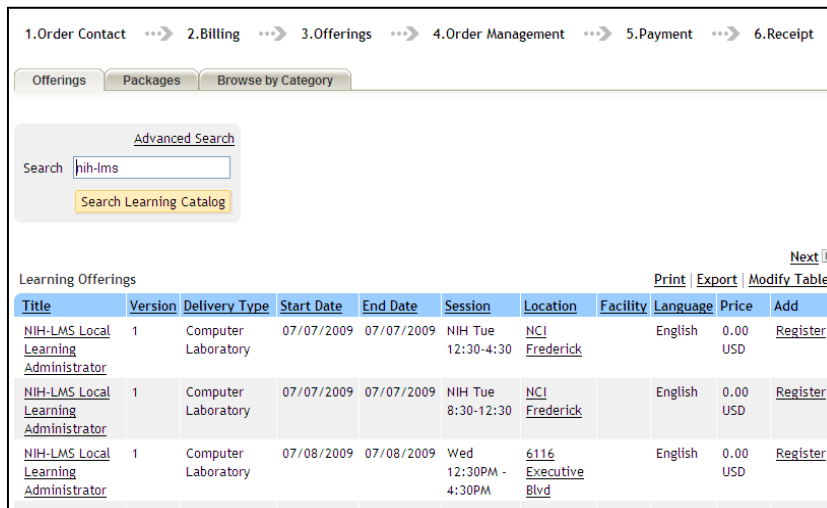 1.Order Contact 2.Billing 3.Offerings 4.Order Management 5.Payment 6.Receipt
Offerings Packages Browse by Category
Advanced Search
Search nih-lms
Search Learning Catalog
Next
Learning Offerings Print | Export | Modify Table
Title Version Delivery Type Start Date End Date Session Location Facility Language Price Add
NIH-LMS Local 1 Computer 07/07/2009 07/07/2009 NIH Tue NCI English 0.00 Register
Learning Laboratory 12:30-4:30 Frederick USD
Administrator
NIH-LMS Local 1 Computer 07/07/2009 07/07/2009 NIH Tue NCI English 0.00 Register
Learning Laboratory 8:30-12:30 Frederick USD
Administrator
NIH-LMS Local 1 Computer 07/08/2009 07/08/2009 Wed 6116 English 0.00 Register
Learning Laboratory 12:30PM - Executive USD
Administrator 4:30PM Blvd